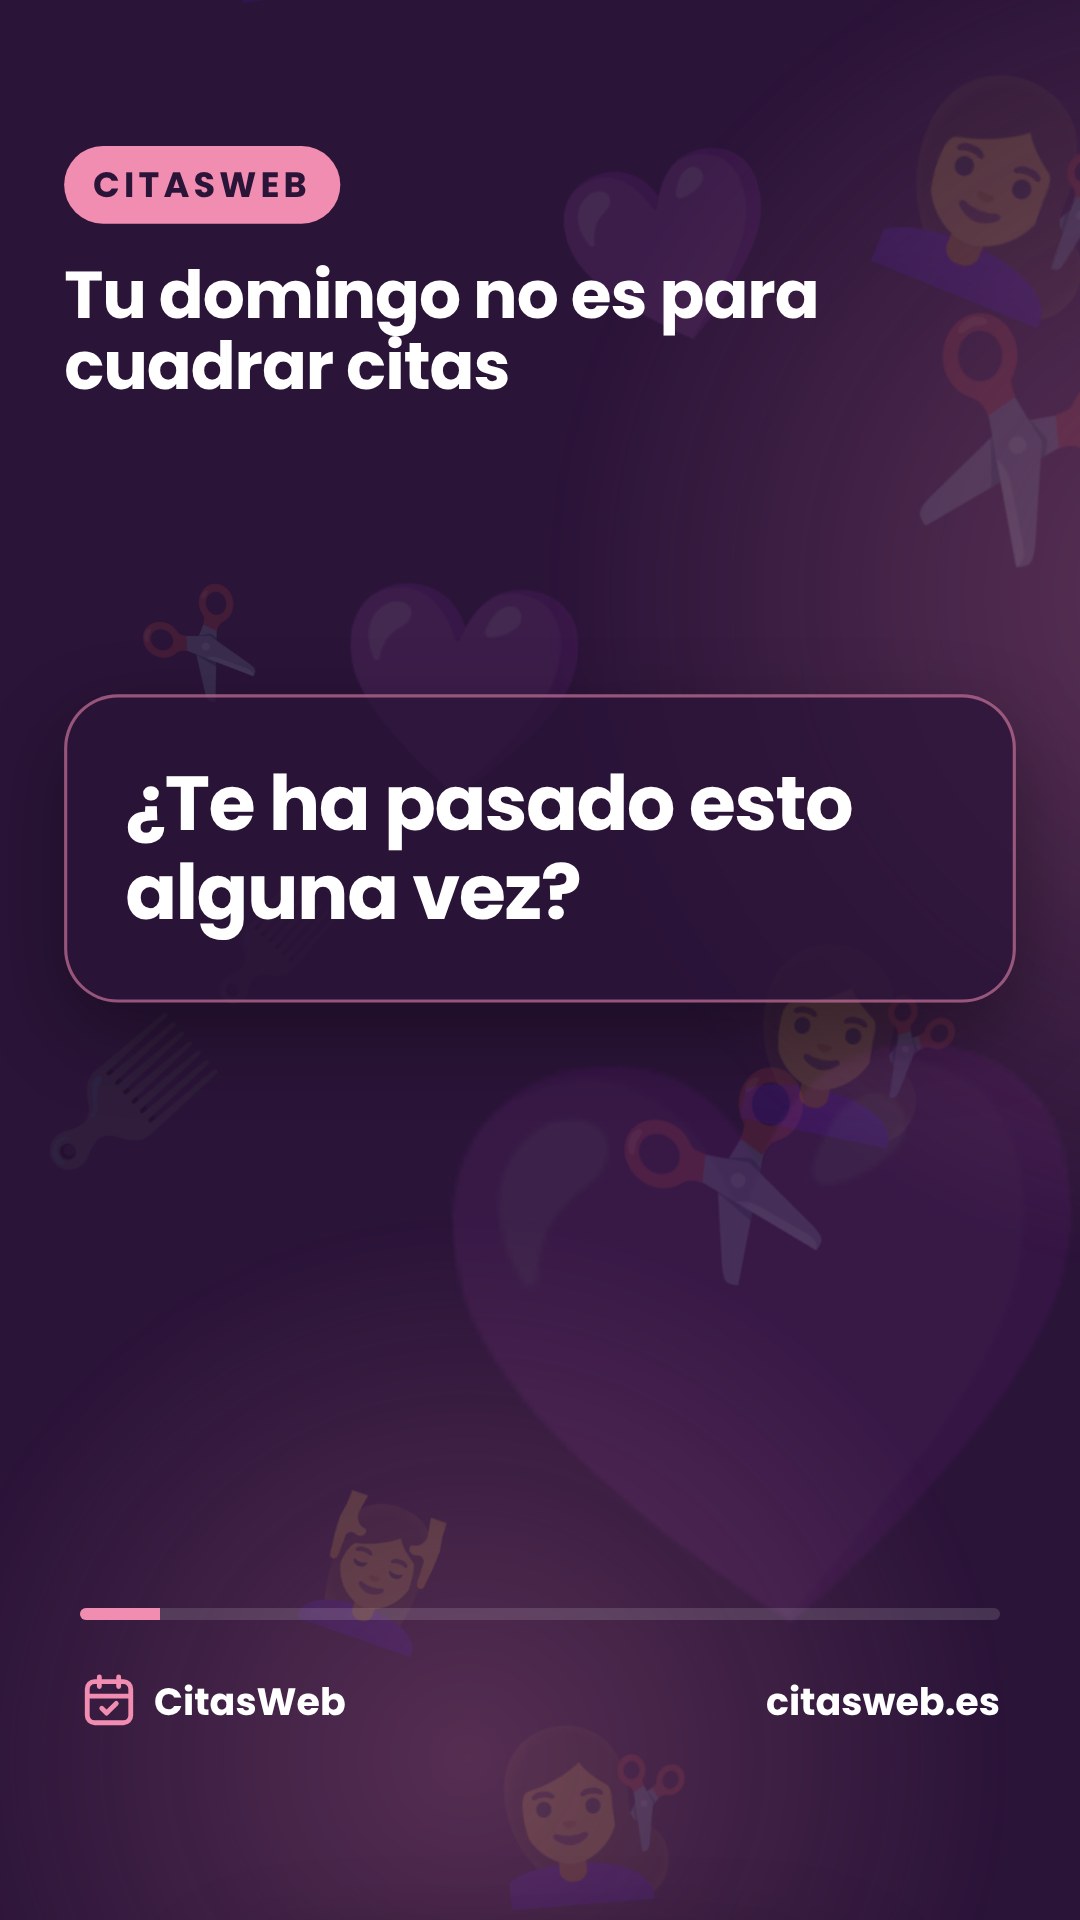 CITASWEB
Tu domingo no es para
cuadrar citas
¿Te ha pasado esto
alguna vez?
CitasWeb
citasweb.es